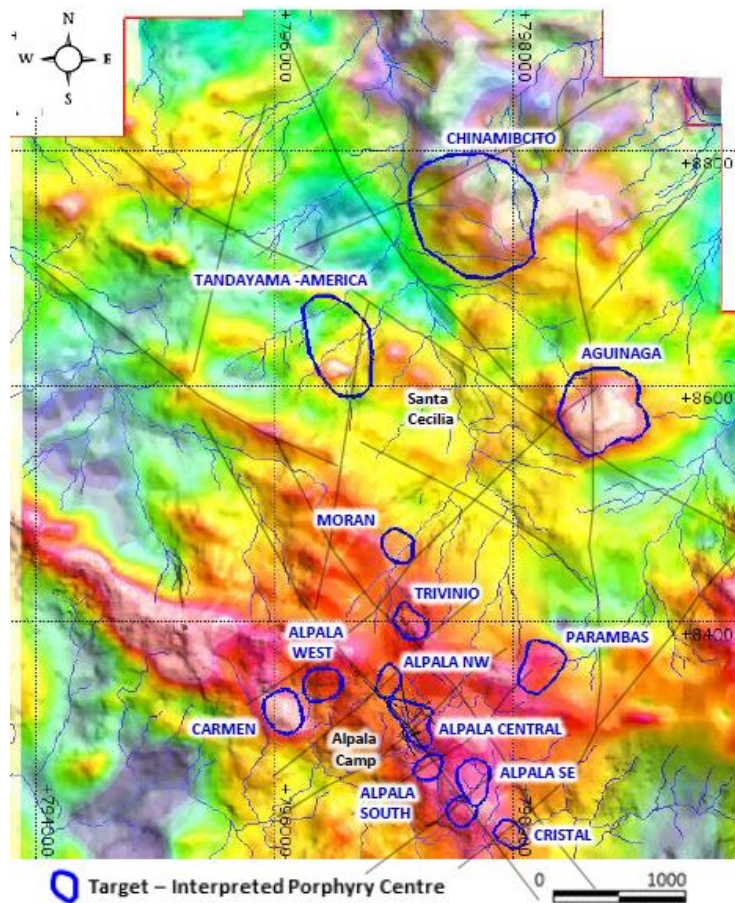 N
W E
S
+796000
+798000
CHINAMIBCITO
+8800
TANDAYAMA -AMERICA
AGUINAGA
+8600
Santa
Cecilia
MORAN
TRIVINIO
+8400
ALPALA
WEST
PARAMBAS
ALPALA NW
CARMEN
ALPALA CENTRAL
Alpala
Camp
ALPALA SE
ALPALA
SOUTH
CRISTAL
+794000
+796000
Target – Interpreted Porphyry Centre
0 1000